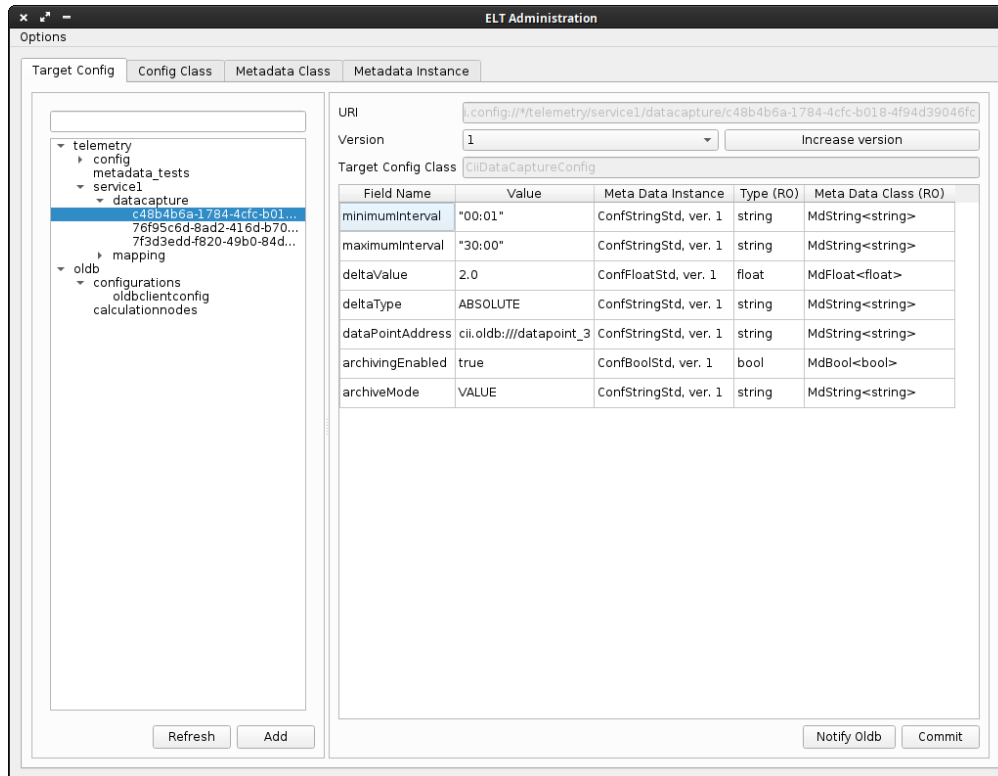 ELT Administration
Options
Target Config Config Class Metadata Class Metadata Instance
URI i.config://*/telemetry/service1/datacapture/c48b4b6a-1784-4cfc-b018-4f94d39046fc
Version 1 Increase version
Target Config Class CiiDataCaptureConfig
telemetry
config
metadata_tests
service1
datacapture
c48b4b6a-1784-4cfc-b01...
76f95c6d-8ad2-416d-b70...
7f3d3edd-f820-49b0-84d...
mapping
oldb
configurations
oldbclientconfig
calculationnodes
Field Name Value Meta Data Instance Type (RO) Meta Data Class (RO)
minimumInterval "00:01" ConfStringStd, ver. 1 string MdString<string>
maximumInterval "30:00" ConfStringStd, ver. 1 string MdString<string>
deltaValue 2.0 ConfFloatStd, ver. 1 float MdFloat<float>
deltaType ABSOLUTE ConfStringStd, ver. 1 string MdString<string>
dataPointAddress cii.oldb:///datapoint_3 ConfStringStd, ver. 1 string MdString<string>
archivingEnabled true ConfBoolStd, ver. 1 bool MdBool<bool>
archiveMode VALUE ConfStringStd, ver. 1 string MdString<string>
Refresh Add
Notify Oldb Commit